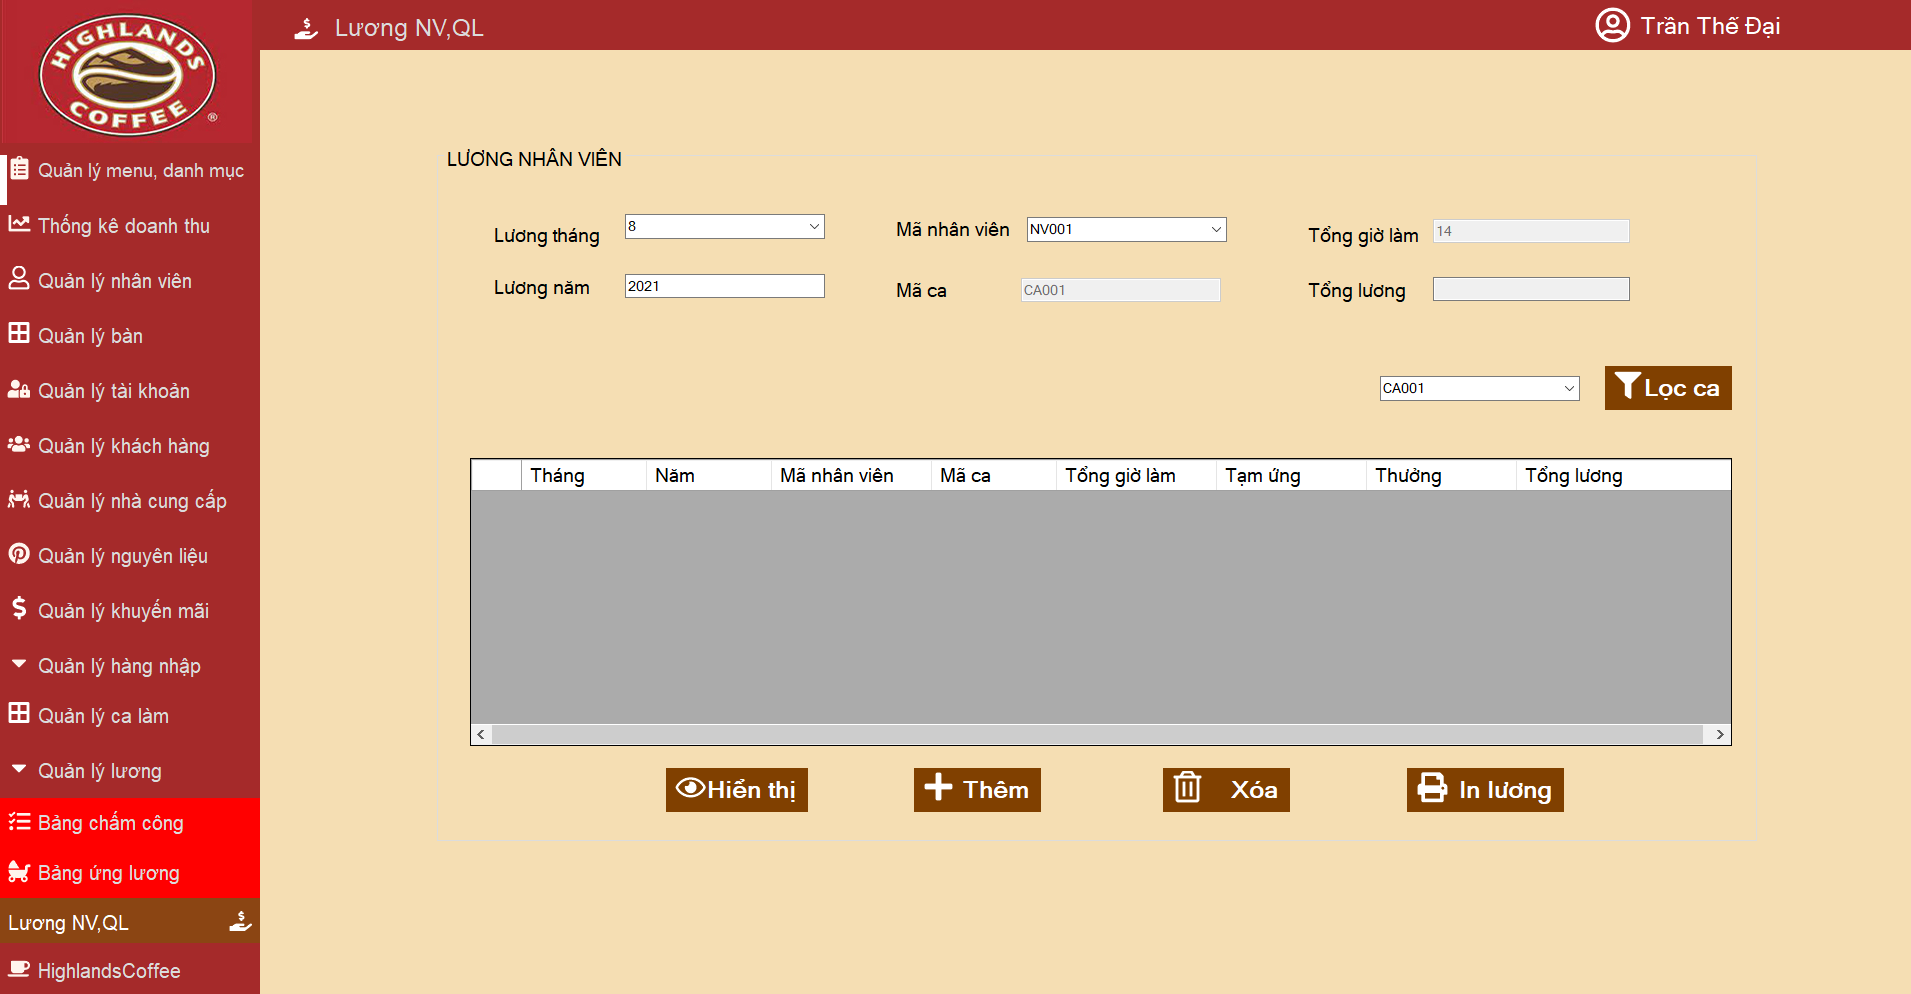 HIGHLANDS
COFFEE
®
Lương NV,QL
Trần Thế Đại
Quản lý menu, danh mục
Thống kê doanh thu
Quản lý nhân viên
Quản lý bàn
Quản lý tài khoản
Quản lý khách hàng
Quản lý nhà cung cấp
Quản lý nguyên liệu
Quản lý khuyến mãi
Quản lý hàng nhập
Quản lý ca làm
Quản lý lương
Bảng chấm công
Bảng ứng lương
Lương NV,QL
HighlandsCoffee
LƯƠNG NHÂN VIÊN
Lương tháng 8 Mã nhân viên NV001 Tổng giờ làm 14
Lương năm 2021 Mã ca CA001 Tổng lương
CA001 Lọc ca
Tháng Năm Mã nhân viên Mã ca Tổng giờ làm Tạm ứng Thưởng Tổng lương
Hiển thị Thêm Xóa In lương